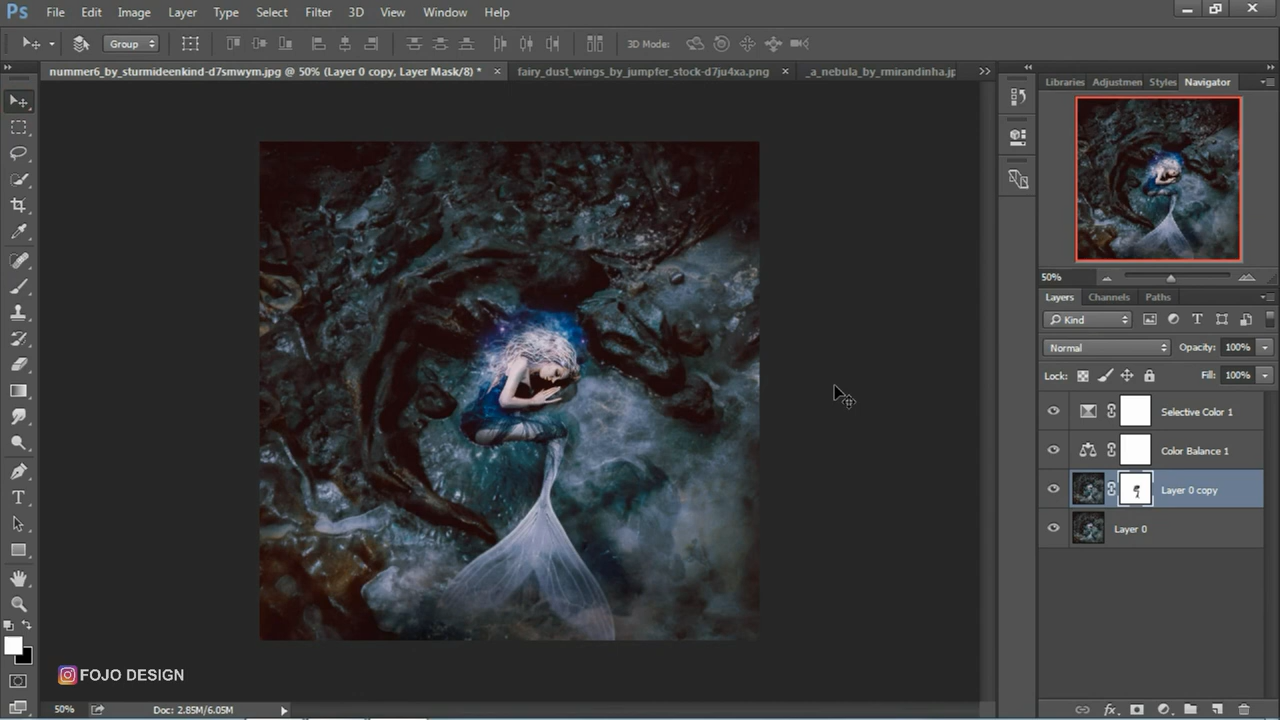 Ps File Edit Image Layer Type Select Filter 3D View Window Help
Group 3D Mode:
nummer6_by_sturmideenkind-d7smwym.jpg @ 50% (Layer 0 copy, Layer Mask/8) * × fairy_dust_wings_by_jumpfer_stock-d7ju4xa.png × _a_nebula_by_rmirandinha.jp
Libraries Adjustmen Styles Navigator
50%
Layers Channels Paths
Kind
Normal Opacity: 100%
Lock: Fill: 100%
Selective Color 1
Color Balance 1
Layer 0 copy
Layer 0
FOJO DESIGN
50% Doc: 2.85M/6.05M